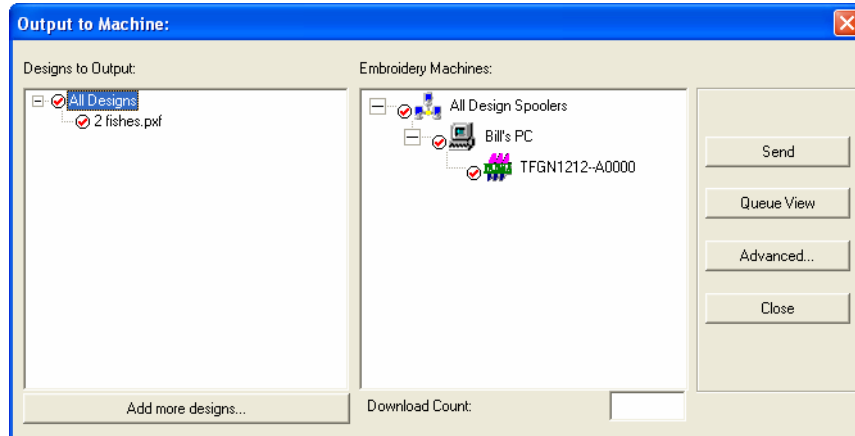 Output to Machine:
Designs to Output:
All Designs
2 fishes.pxf
Add more designs...
Embroidery Machines:
All Design Spoolers
Bill's PC
TFGN1212--A0000
Download Count:
Send
Queue View
Advanced...
Close